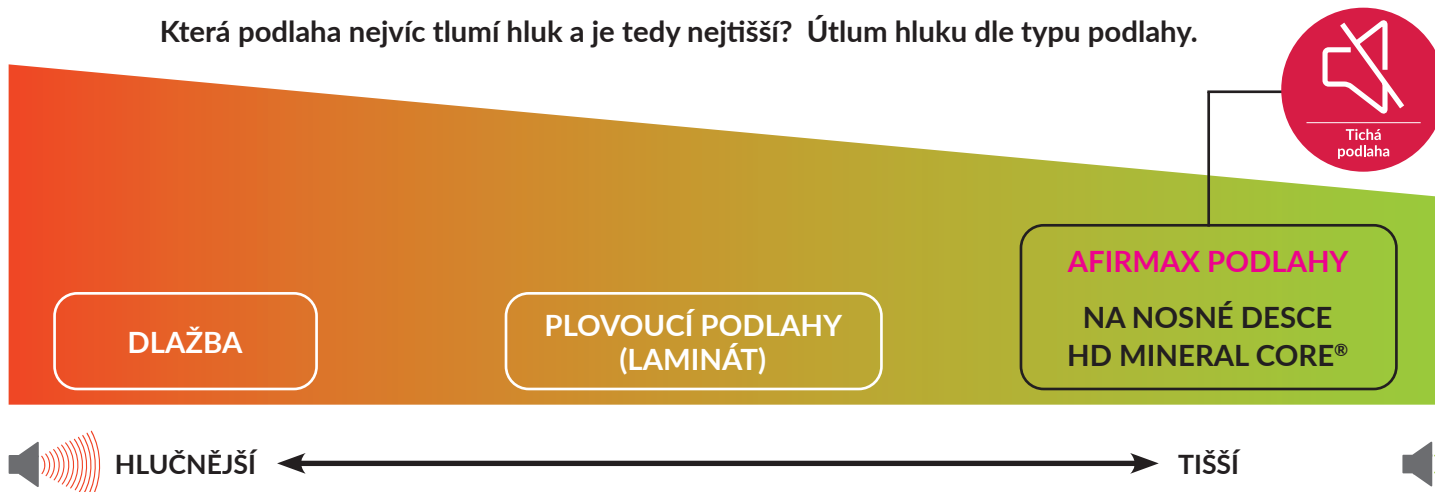 Která podlaha nejvíc tlumí hluk a je tedy nejtišší?  Útlum hluku dle typu podlahy.
Tichá
podlaha
DLAŽBA
PLOVOUCÍ PODLAHY
(LAMINÁT)
AFIRMAX PODLAHY
NA NOSNÉ DESCE
HD MINERAL CORE®
HLUČNĚJŠÍ
TIŠŠÍ